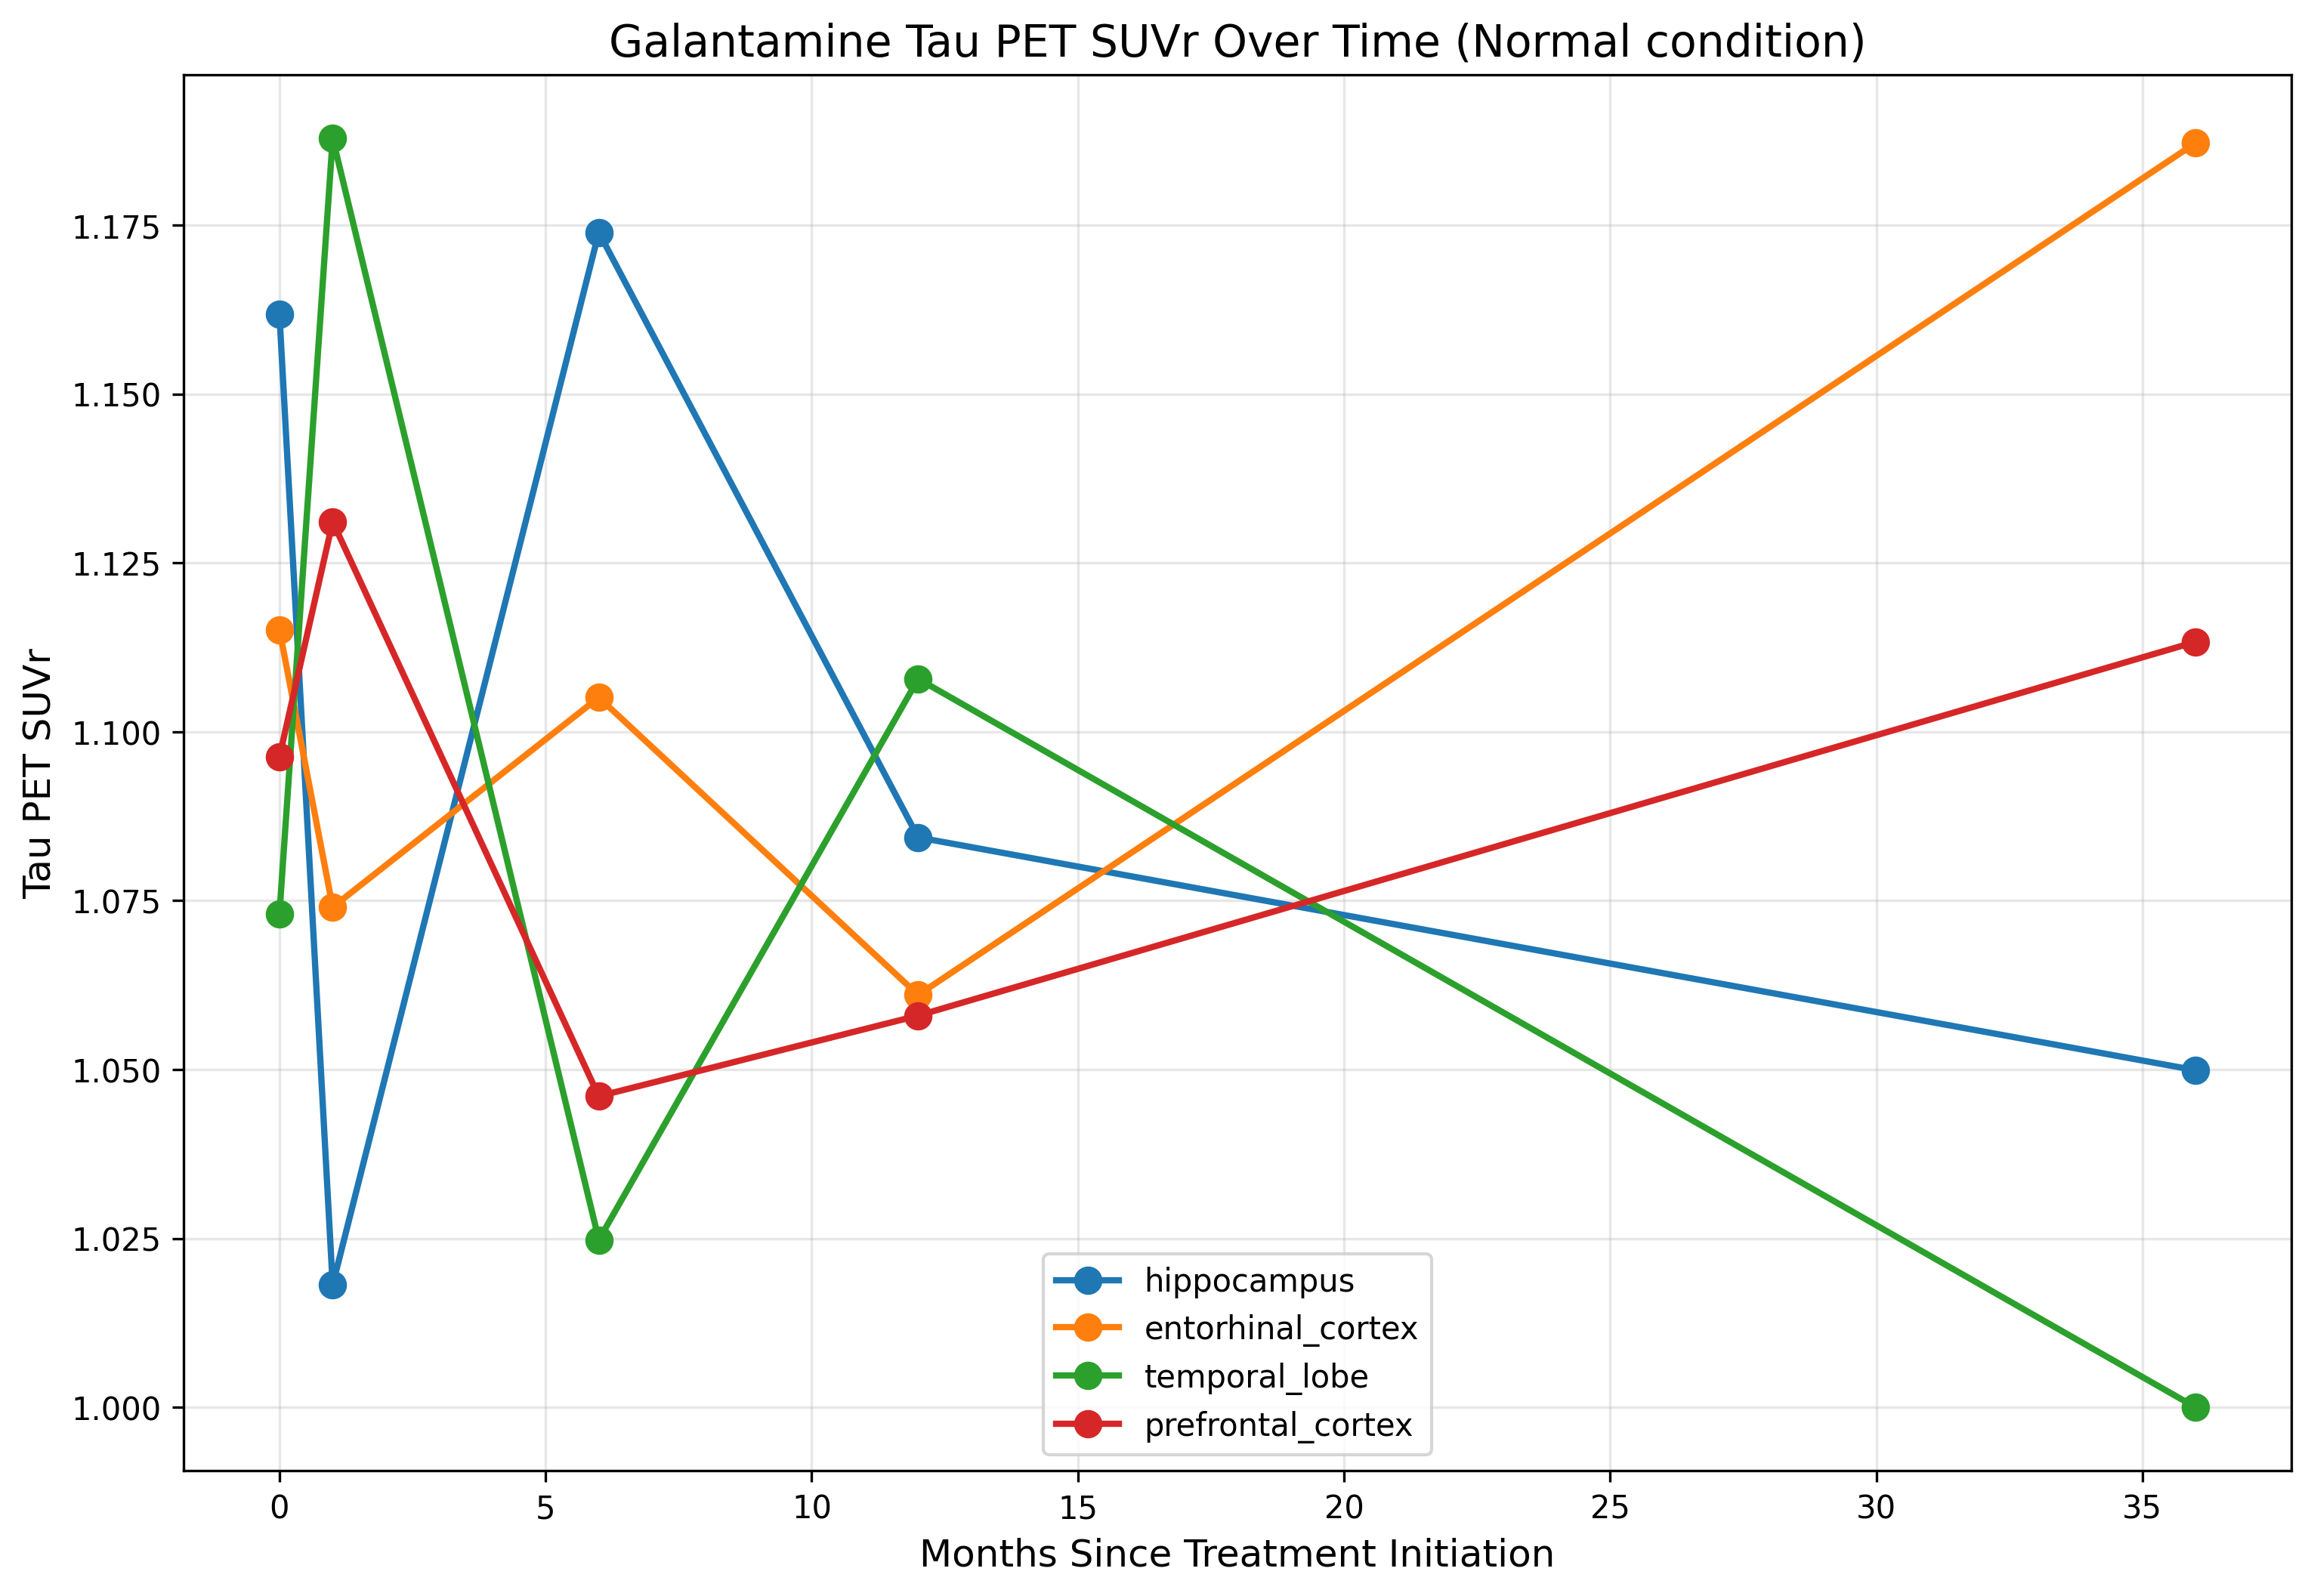 Galantamine Tau PET SUVr Over Time (Normal condition)
Tau PET SUVr
1.175
1.150
1.125
1.100
1.075
1.050
1.025
1.000
hippocampus
entorhinal_cortex
temporal_lobe
prefrontal_cortex
0 5 10 15 20 25 30 35
Months Since Treatment Initiation